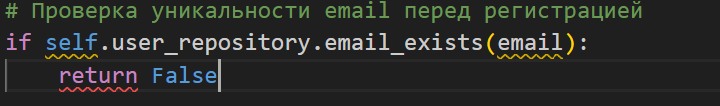 # Проверка уникальности email перед регистрацией
if self.user_repository.email_exists(email):
    return False